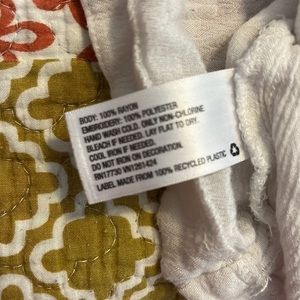 BODY: 100% RAYON
EMBROIDERY: 100% POLYESTER
HAND WASH COLD. ONLY NON-CHLORINE
BLEACH IF NEEDED. LAY FLAT TO DRY.
COOL IRON IF NEEDED.
DO NOT IRON ON DECORATION.
RN17730 VN1251424
LABEL MADE FROM 100% RECYCLED PLASTIC